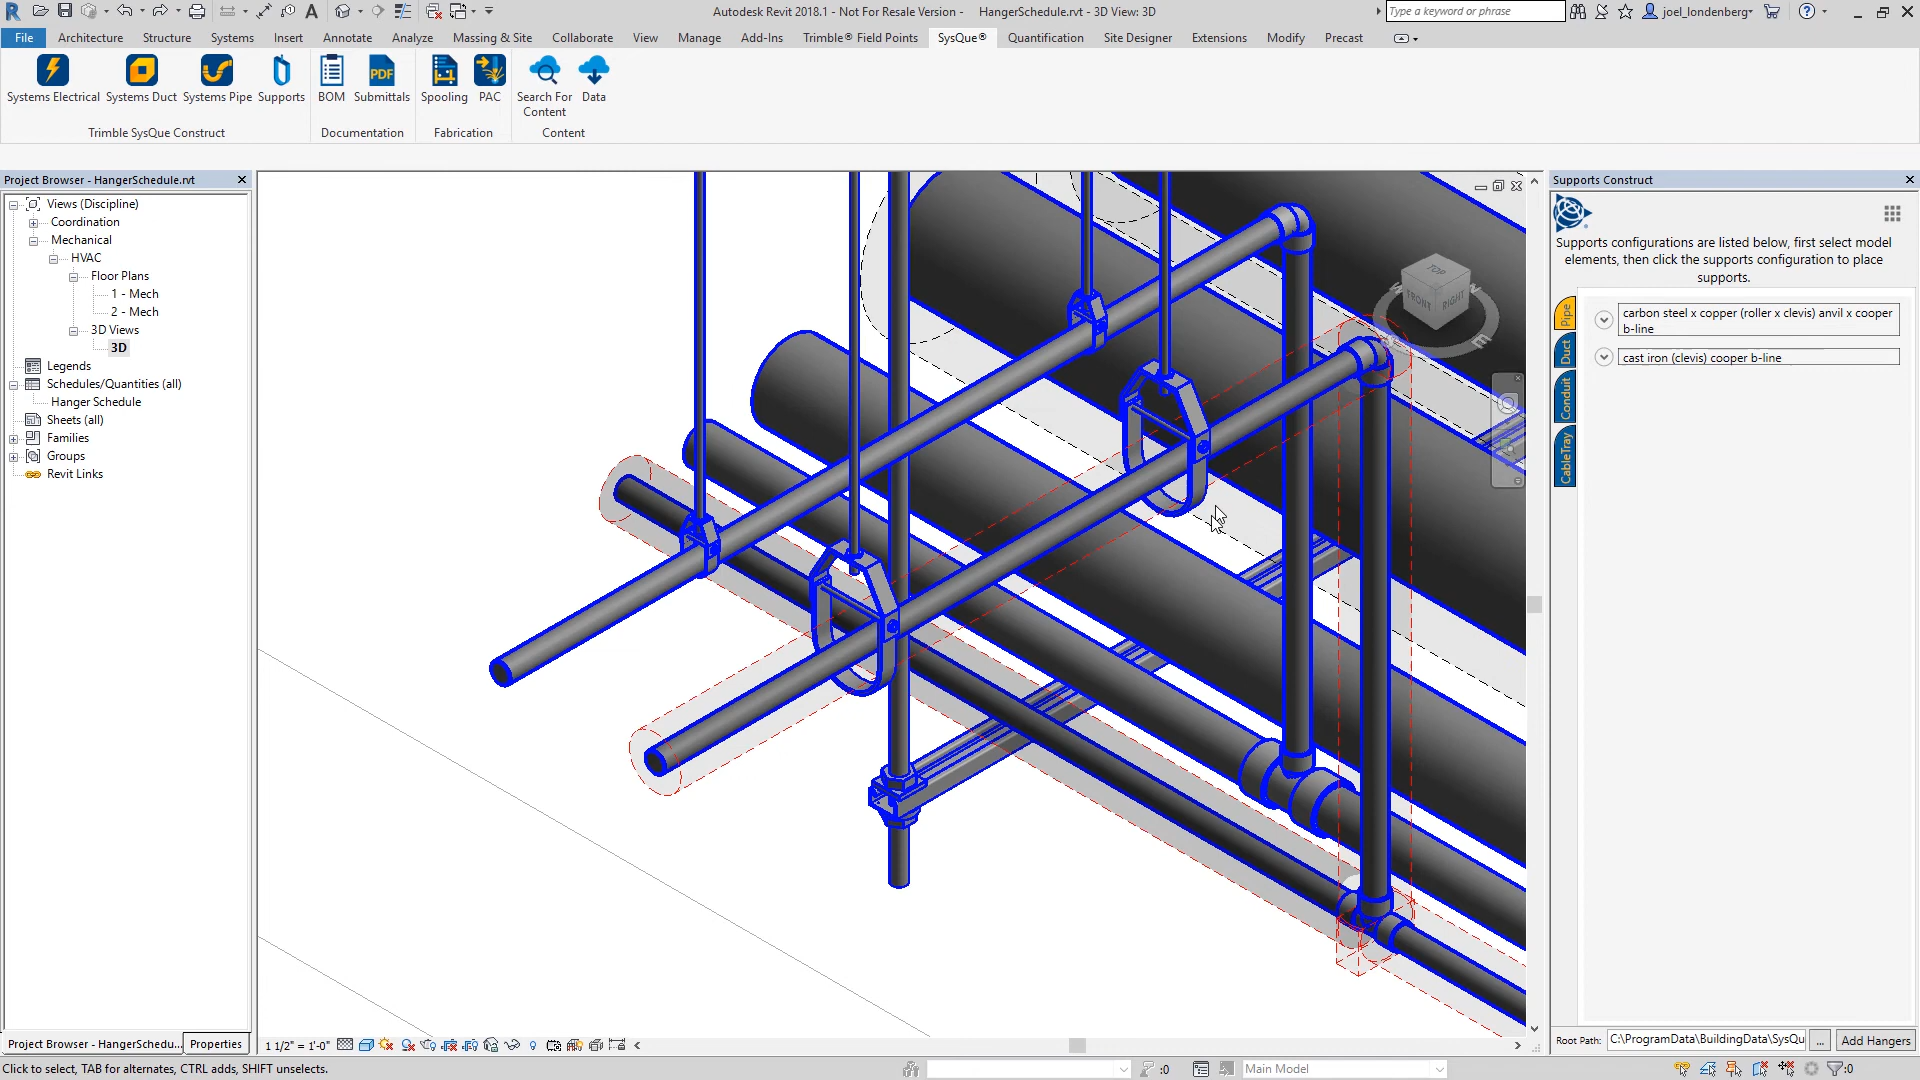 Autodesk Revit 2018.1 - Not For Resale Version - HangerSchedule.rvt - 3D View: 3D
Type a keyword or phrase
joel_londenberg
File Architecture Structure Systems Insert Annotate Analyze Massing & Site Collaborate View Manage Add-Ins Trimble® Field Points SysQue® Quantification Site Designer Extensions Modify Precast
Systems Electrical Systems Duct Systems Pipe Supports BOM Submittals Spooling PAC Search For Content Data
PDF
Trimble SysQue Construct Documentation Fabrication Content
Project Browser - HangerSchedule.rvt
Views (Discipline)
Coordination
Mechanical
HVAC
Floor Plans
1 - Mech
2 - Mech
3D Views
3D
Legends
Schedules/Quantities (all)
Hanger Schedule
Sheets (all)
Families
Groups
Revit Links
Project Browser - HangerSchedu...
Properties
TOP
FRONT
RIGHT
W
N
E
Supports Construct
Supports configurations are listed below, first select model
elements, then click the supports configuration to place
supports.
Pipe
Duct
Conduit
CableTray
carbon steel x copper (roller x clevis) anvil x cooper
b-line
cast iron (clevis) cooper b-line
Root Path: C:\ProgramData\BuildingData\SysQu ... Add Hangers
1 1/2" = 1'-0"
Click to select, TAB for alternates, CTRL adds, SHIFT unselects.
:0
Main Model
:0